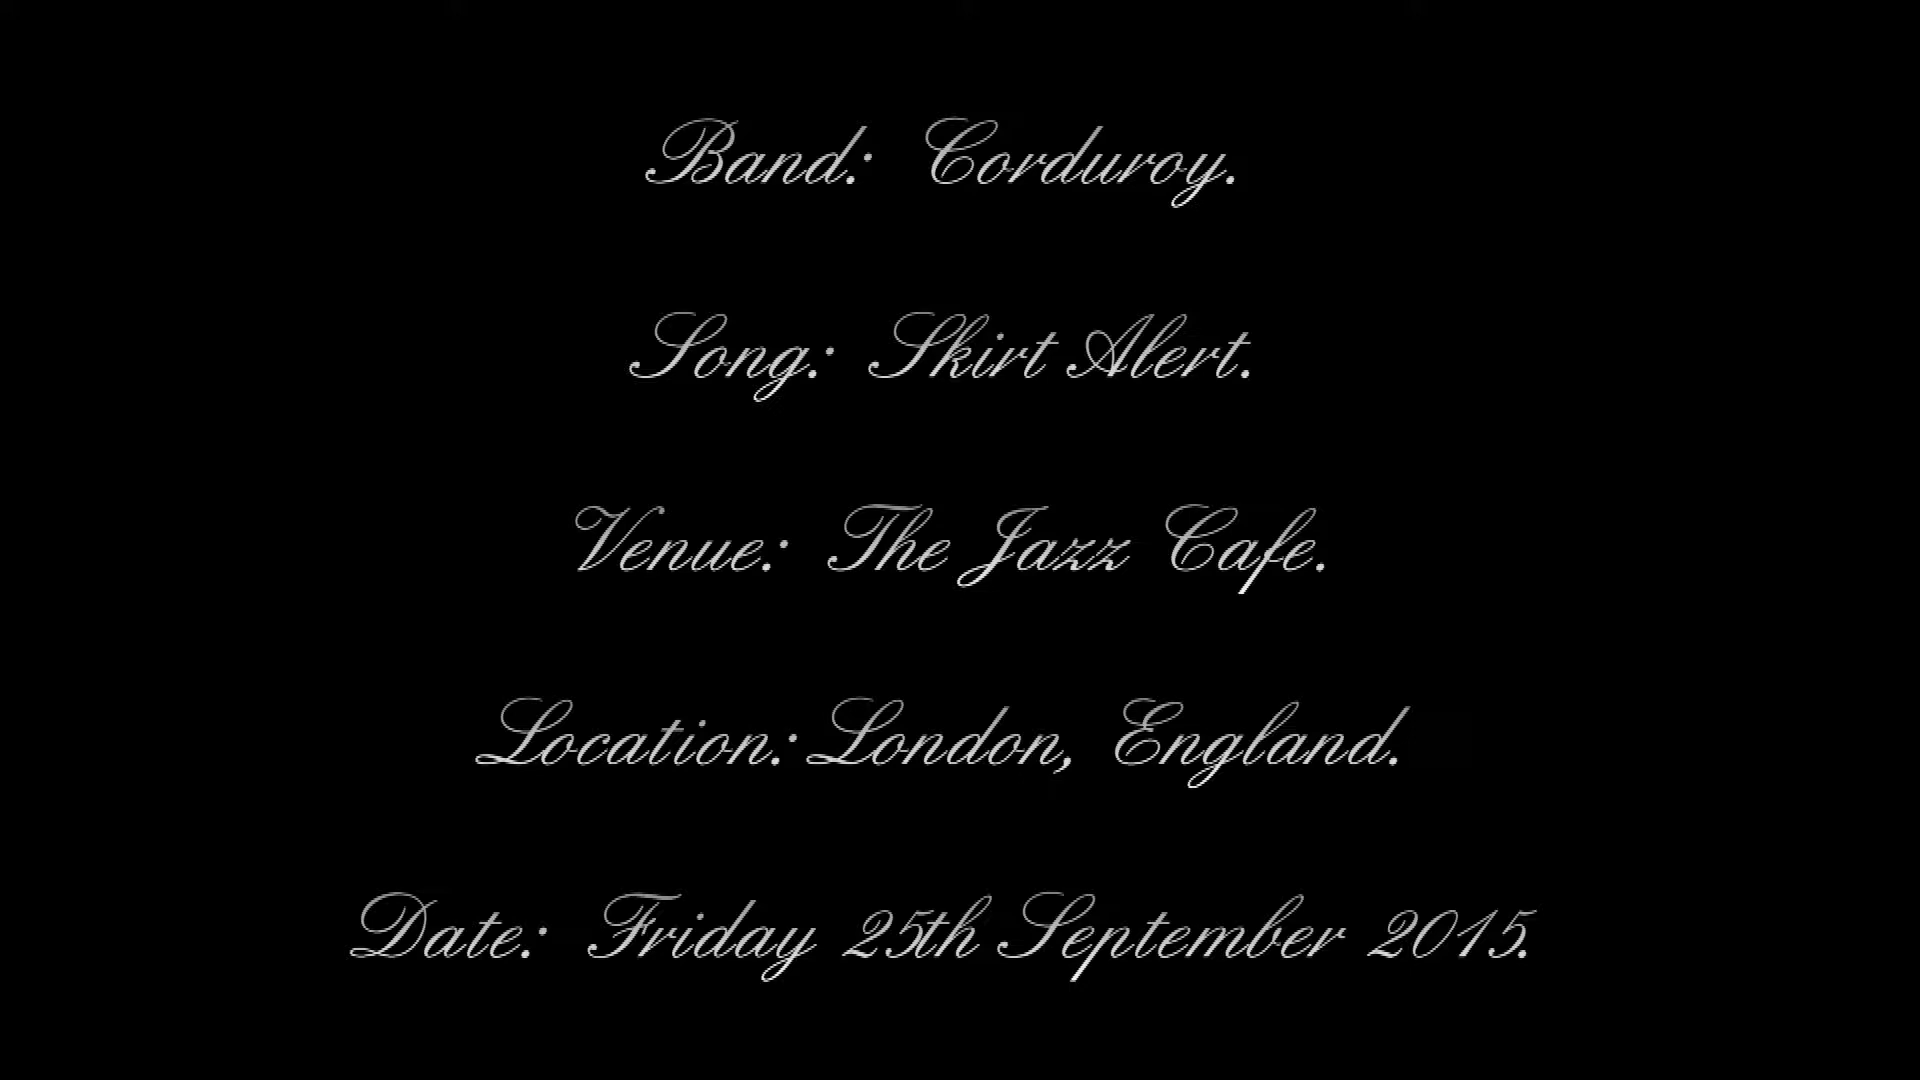 Band: Corduroy.
Song: Skirt Alert.
Venue: The Jazz Cafe.
Location: London, England.
Date: Friday 25th September 2015.